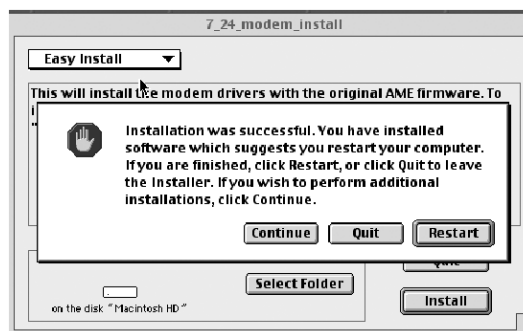 7_24_modem_install
Easy Install
This will install the modem drivers with the original AME firmware. To
Installation was successful. You have installed
software which suggests you restart your computer.
If you are finished, click Restart, or click Quit to leave
the Installer. If you wish to perform additional
installations, click Continue.
Continue Quit Restart
Select Folder
on the disk "Macintosh HD"
Install